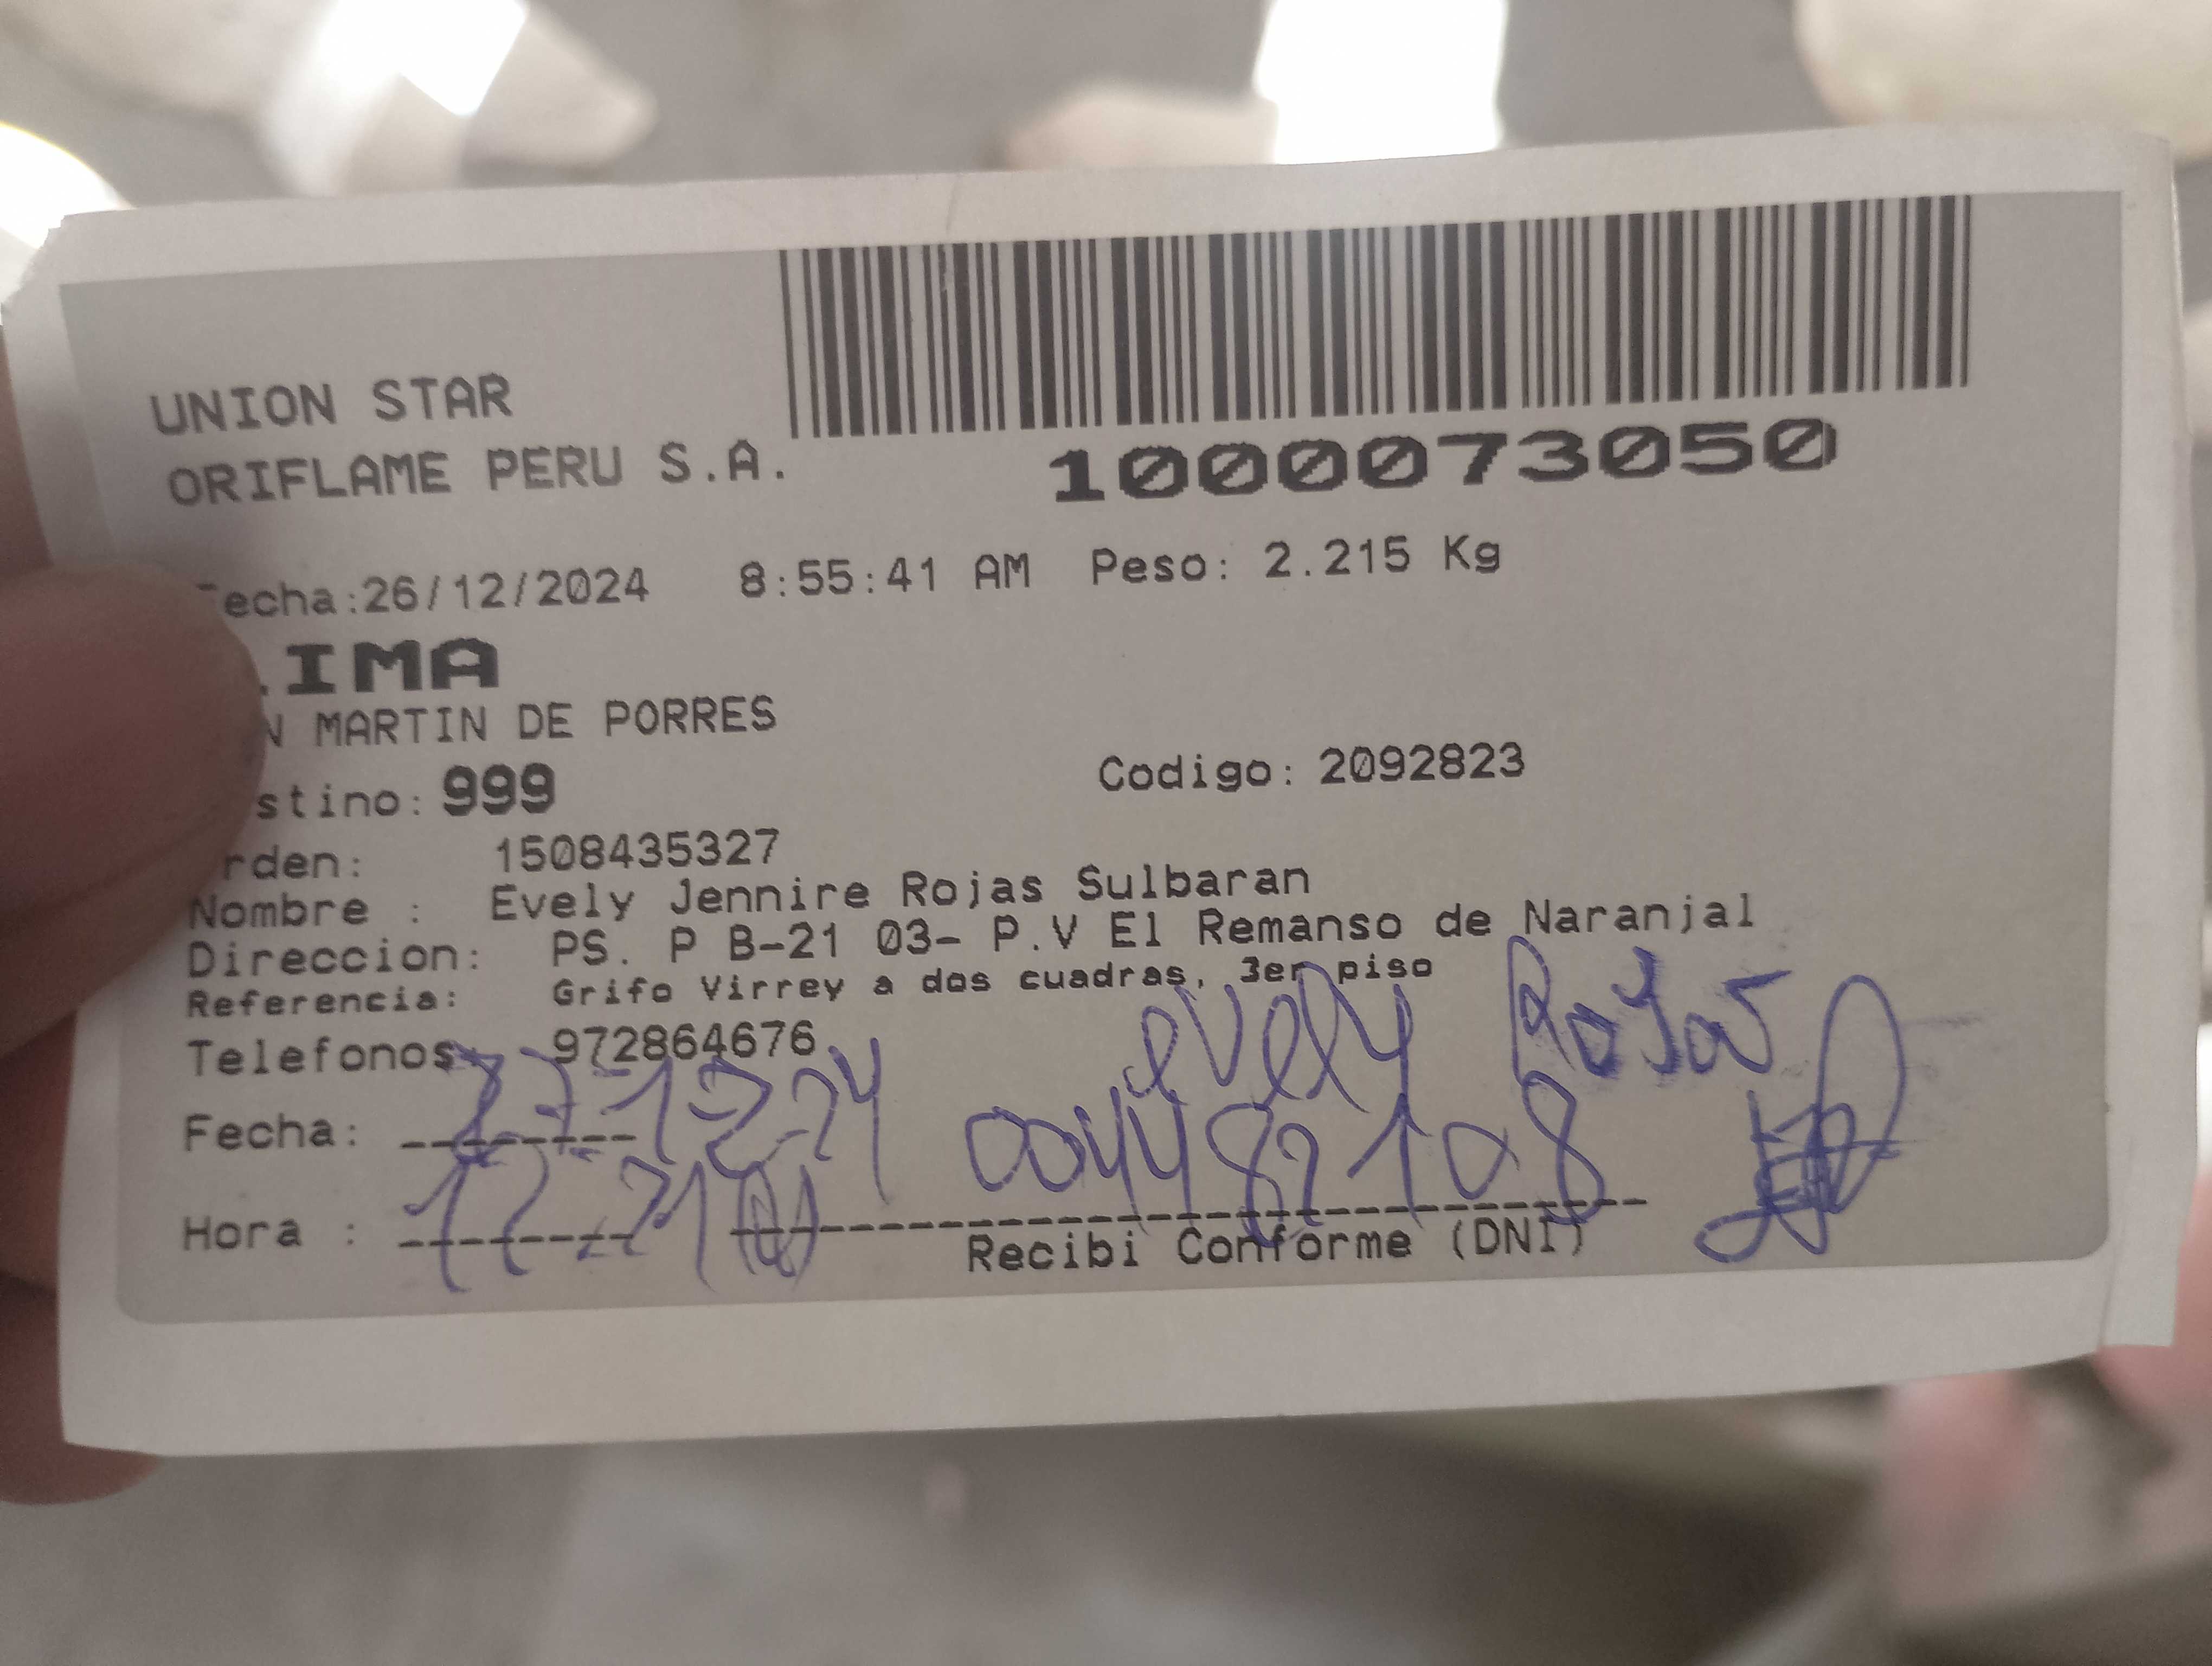 UNION STAR
ORIFLAME PERU S.A.
1000073050
echa:26/12/2024 8:55:41 AM Peso: 2.215 Kg
IMA
N MARTIN DE PORRES
stino: 999 Codigo: 2092823
rden: 1508435327
Nombre : Evely Jennire Rojas Sulbaran
Direccion: PS. P B-21 03- P.V El Remanso de Naranjal
Referencia: Grifo Virrey a dos cuadras, 3er piso
Telefonos 972864676
evely Rojas
Fecha: 27-12-24
004482108
Hora :
Recibi Conforme (DNI)